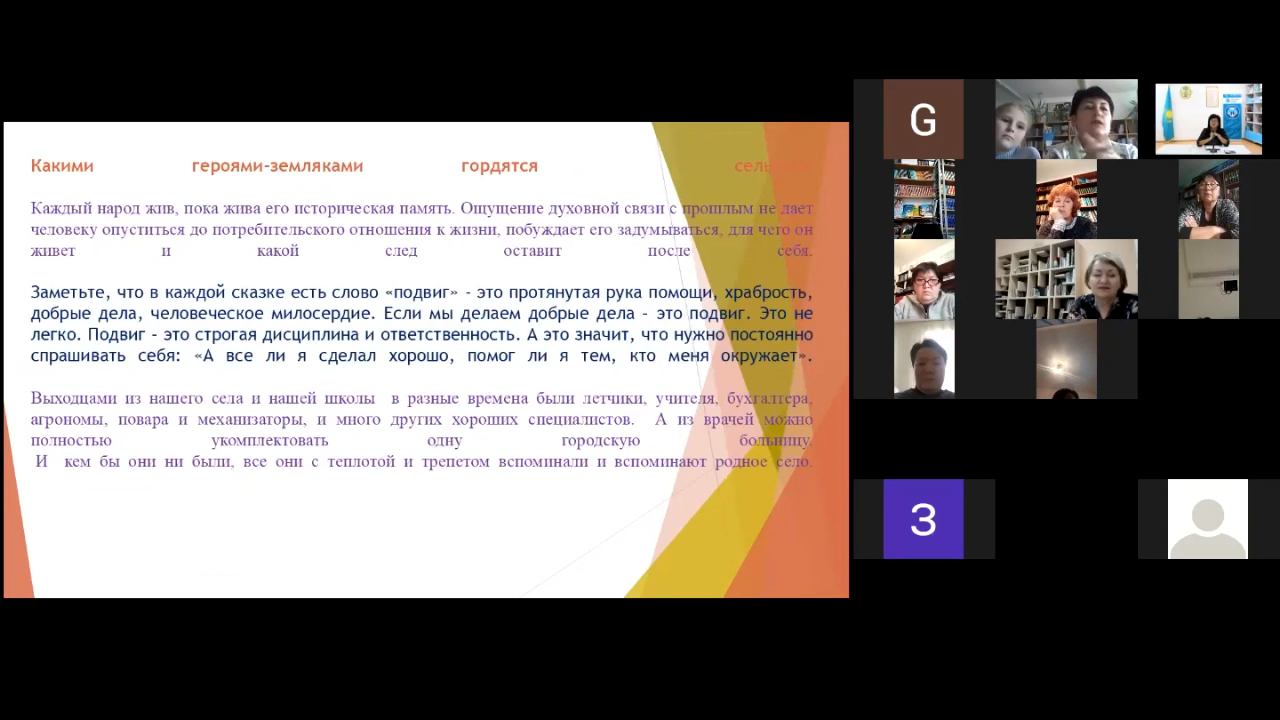 Какими героями-земляками гордятся
Каждый народ жив, пока жива его историческая память. Ощущение духовной связи с прошлым не дает
человеку опуститься до потребительского отношения к жизни, побуждает его задумываться, для чего он
живет и какой след оставит после себя.
Заметьте, что в каждой сказке есть слово «подвиг» - это протянутая рука помощи, храбрость,
добрые дела, человеческое милосердие. Если мы делаем добрые дела – это подвиг. Это не
легко. Подвиг – это строгая дисциплина и ответственность. А это значит, что нужно постоянно
спрашивать себя: «А все ли я сделал хорошо, помог ли я тем, кто меня окружает».
Выходцами из нашего села и нашей школы в разные времена были летчики, учителя, бухгалтера,
агрономы, повара и механизаторы, и много других хороших специалистов. А из врачей можно
полностью укомплектовать одну городскую больницу.
И кем бы они ни были, все они с теплотой и трепетом вспоминали и вспоминают родное село.
G
З